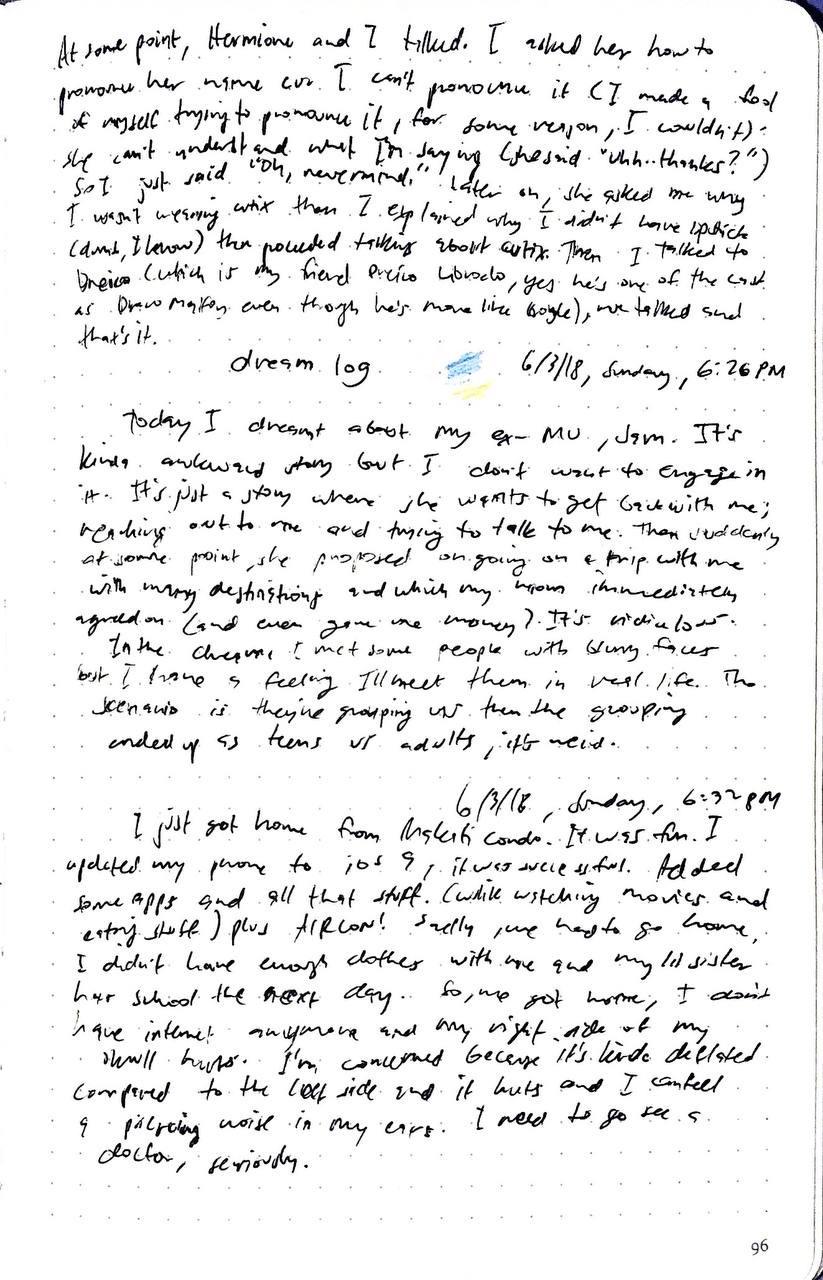 At some point, Hermione and I talked. I asked her how to
pronounce her name cuz I can't pronounce it (I made a fool
of myself trying to pronounce it, for some reason, I couldn't).
She can't understand what I'm saying (she said "uhh..thanks?")
So I just said "Oh, nevermind." Later on, she asked me why
I wasn't wearing then I explained why I didn't have lipstick
(dumb, I know) then proceeded talking about Then I talked to
(which is my friend yes he's one of the cast
as Draco Malfoy even though he's more like Goyle), we talked and
that's it.
dream log 6/3/18, Sunday, 6:26 PM
Today I dreamt about my ex-MU, Jam. It's
kinda awkward story but I don't want to engage in
it. It's just a story where she wants to get back with me;
reaching out to me and trying to talk to me. Then suddenly
at some point, she proposed on going on a trip with me
with many destinations and which my mom immediately
agreed on (and even gave me money)? It's ridiculous.
In the dream I met some people with blurry faces
but I have a feeling I'll meet them in real life. The
scenario is they're grouping us then the grouping
ended up as teens vs adults, it's weird.
6/3/18, Sunday, 6:32 PM
I just got home from Makati condo. It was fun. I
updated my phone to ios 9, it was successful. Added
some apps and all that stuff. (while watching movies and
eating stuff) plus AIRCON! Sadly, we had to go home,
I didn't have enough clothes with me and my lil sister
has school the next day. So, we got home, I don't
have internet anymore and my right side of my
skull hurts. I'm concerned because it's kinda deflated
compared to the left side and it hurts and I can feel
a piercing noise in my ears. I need to go see a
doctor, seriously.
96